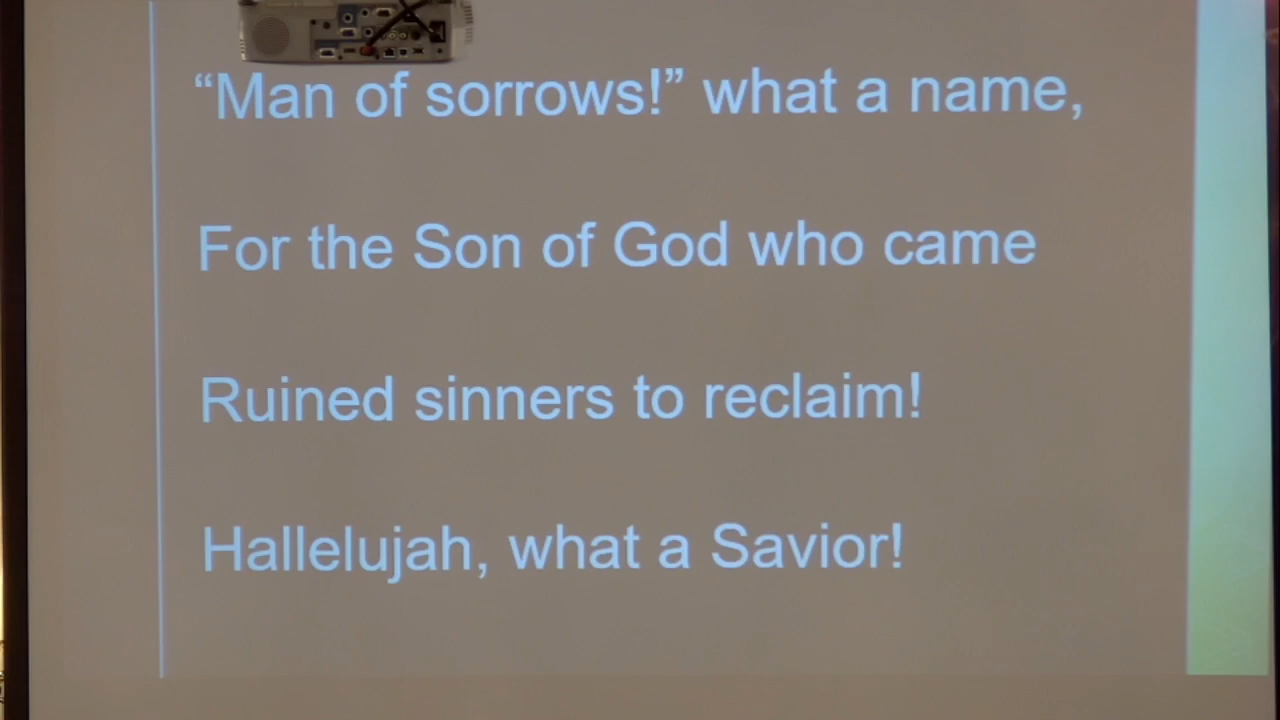 “Man of sorrows!” what a name,
For the Son of God who came
Ruined sinners to reclaim!
Hallelujah, what a Savior!